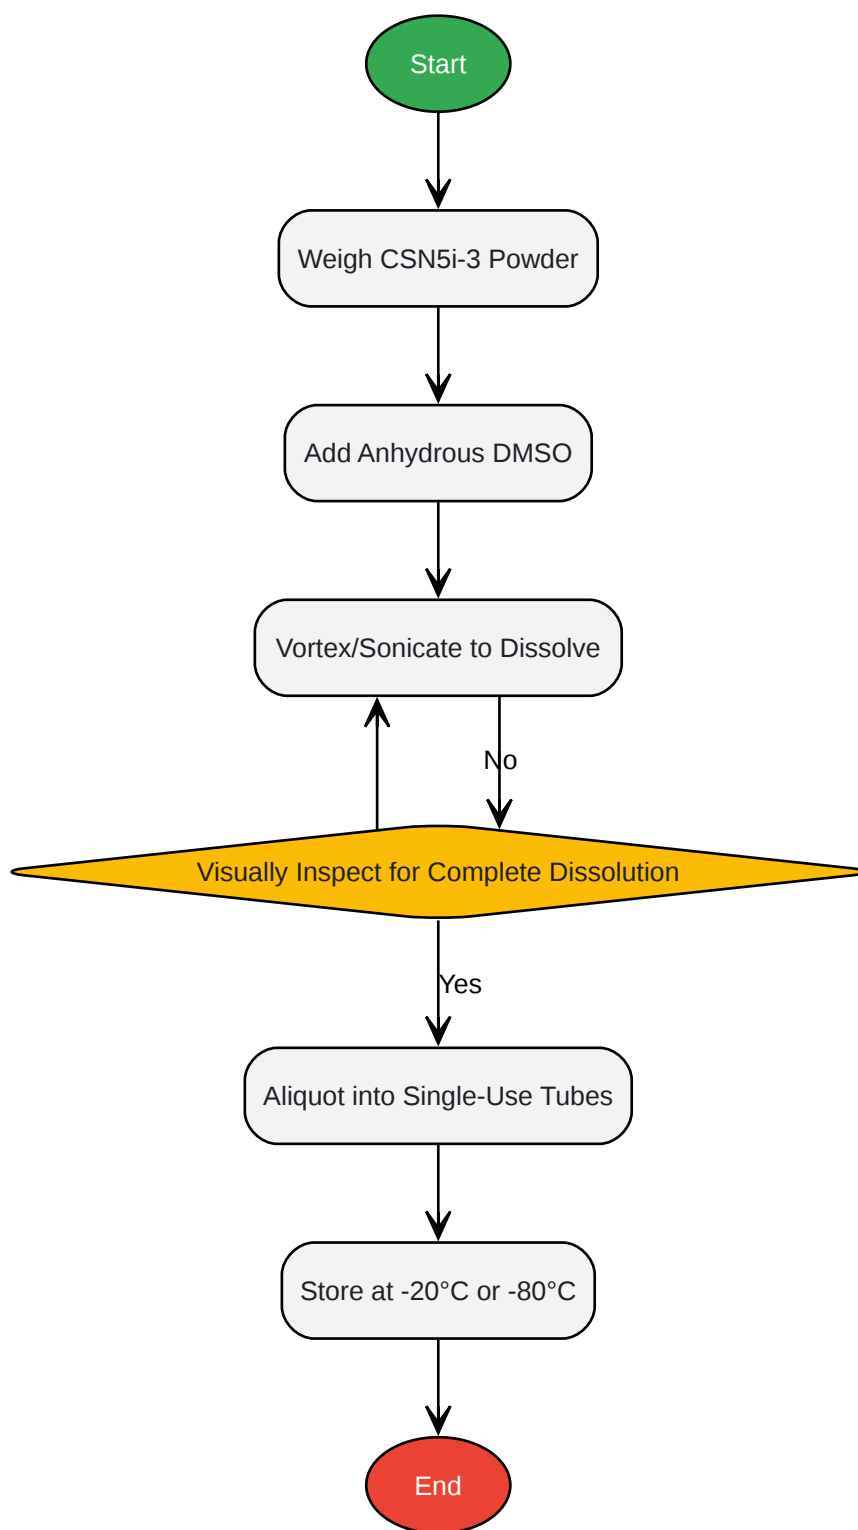 Start
Weigh CSN5i-3 Powder
Add Anhydrous DMSO
Vortex/Sonicate to Dissolve
No
Visually Inspect for Complete Dissolution
Yes
Aliquot into Single-Use Tubes
Store at -20°C or -80°C
End